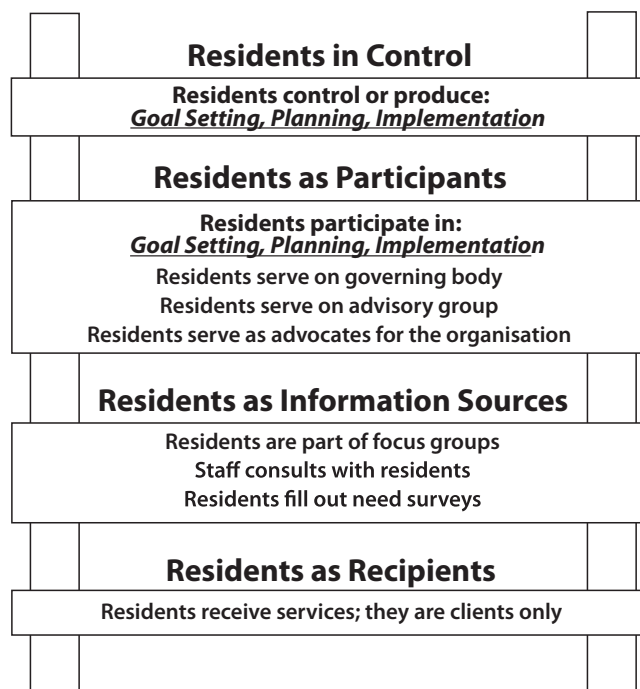 Residents in Control
Residents control or produce:
Goal Setting, Planning, Implementation
Residents as Participants
Residents participate in:
Goal Setting, Planning, Implementation
Residents serve on governing body
Residents serve on advisory group
Residents serve as advocates for the organisation
Residents as Information Sources
Residents are part of focus groups
Staff consults with residents
Residents fill out need surveys
Residents as Recipients
Residents receive services; they are clients only